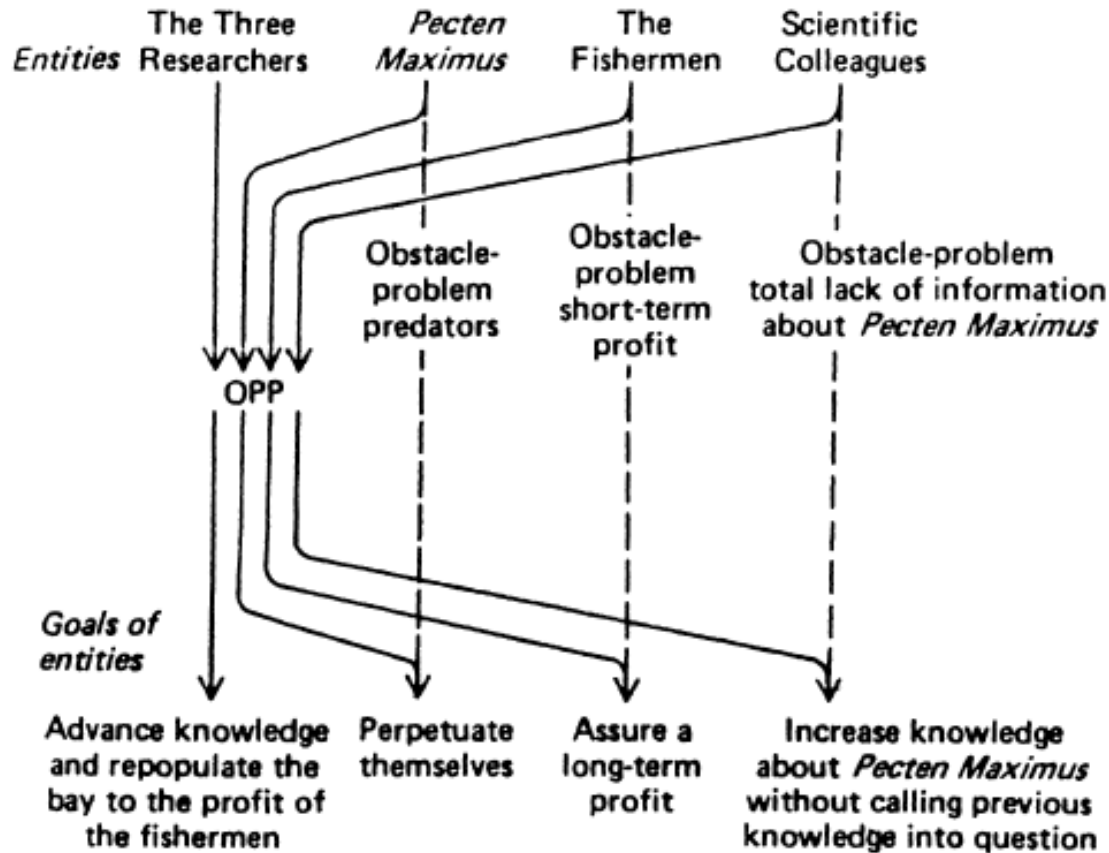 The Three
Entities Researchers
Pecten
Maximus
The
Fishermen
Scientific
Colleagues
Obstacle-
problem
predators
Obstacle-
problem
short-term
profit
Obstacle-problem
total lack of information
about Pecten Maximus
OPP
Goals of
entities
Advance knowledge
and repopulate the
bay to the profit of
the fishermen
Perpetuate
themselves
Assure a
long-term
profit
Increase knowledge
about Pecten Maximus
without calling previous
knowledge into question